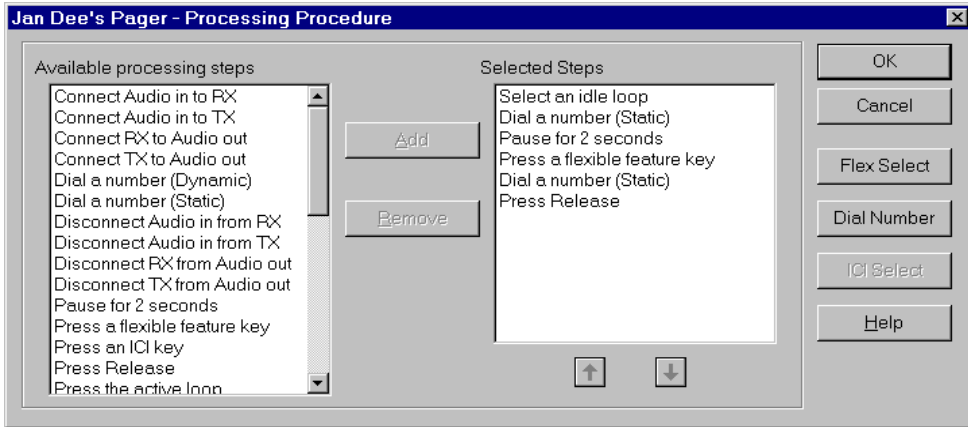 Jan Dee's Pager - Processing Procedure
Available processing steps
Connect Audio in to RX
Connect Audio in to TX
Connect RX to Audio out
Connect TX to Audio out
Dial a number (Dynamic)
Dial a number (Static)
Disconnect Audio in from RX
Disconnect Audio in from TX
Disconnect RX from Audio out
Disconnect TX from Audio out
Pause for 2 seconds
Press a flexible feature key
Press an ICI key
Press Release
Press the active loop
Add
Remove
Selected Steps
Select an idle loop
Dial a number (Static)
Pause for 2 seconds
Press a flexible feature key
Dial a number (Static)
Press Release
OK
Cancel
Flex Select
Dial Number
ICI Select
Help